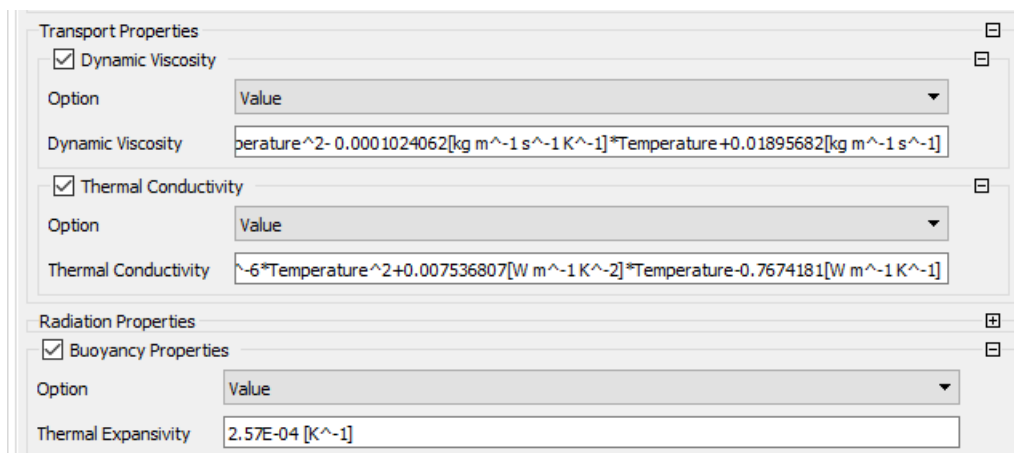 Transport Properties
Dynamic Viscosity
Option Value
Dynamic Viscosity perature^2- 0.0001024062[kg m^-1 s^-1 K^-1]*Temperature+0.01895682[kg m^-1 s^-1]
Thermal Conductivity
Option Value
Thermal Conductivity ^-6*Temperature^2+0.007536807[W m^-1 K^-2]*Temperature-0.7674181[W m^-1 K^-1]
Radiation Properties
Buoyancy Properties
Option Value
Thermal Expansivity 2.57E-04 [K^-1]